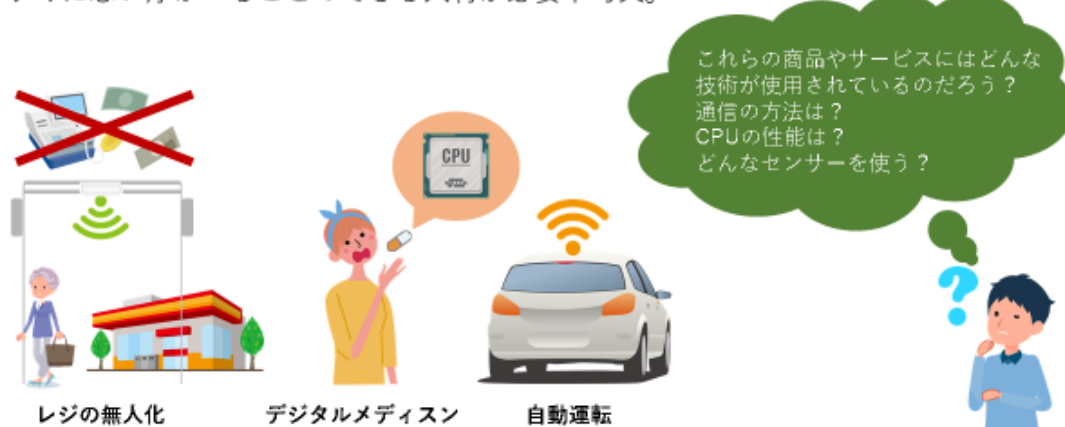 これらの商品やサービスにはどんな
技術が使用されているのだろう？
通信の方法は？
CPUの性能は？
どんなセンサーを使う？
CPU
レジの無人化
デジタルメディスン
自動運転